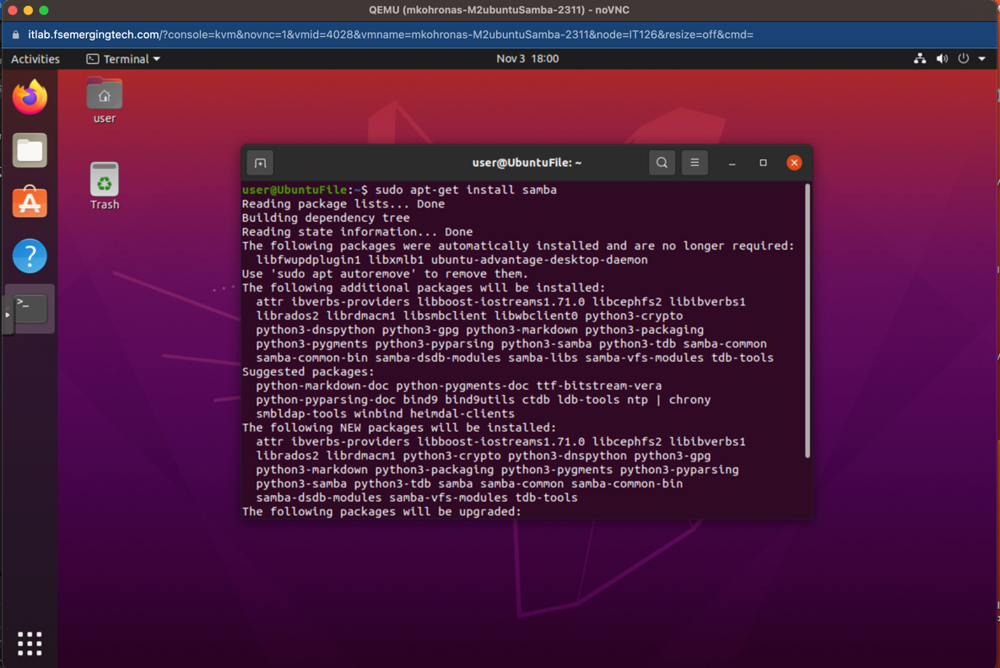 QEMU (mkohronas-M2ubuntuSamba-2311) - noVNC
itlab.fsemergingtech.com/?console=kvm&novnc=1&vmid=4028&vmname=mkohronas-M2ubuntuSamba-2311&node=IT126&resize=off&cmd=
Activities Terminal Nov 3 18:00
user
Trash
user@UbuntuFile: ~
user@UbuntuFile:~$ sudo apt-get install samba
Reading package lists... Done
Building dependency tree
Reading state information... Done
The following packages were automatically installed and are no longer required:
libfwupdplugin1 libxmlb1 ubuntu-advantage-desktop-daemon
Use 'sudo apt autoremove' to remove them.
The following additional packages will be installed:
attr ibverbs-providers libboost-iostreams1.71.0 libcephfs2 libibverbs1
librados2 librdmacm1 libsmbclient libwbclient0 python3-crypto
python3-dnspython python3-gpg python3-markdown python3-packaging
python3-pygments python3-pyparsing python3-samba python3-tdb samba-common
samba-common-bin samba-dsdb-modules samba-libs samba-vfs-modules tdb-tools
Suggested packages:
python-markdown-doc python-pygments-doc ttf-bitstream-vera
python-pyparsing-doc bind9 bind9utils ctdb ldb-tools ntp | chrony
smbldap-tools winbind heimdal-clients
The following NEW packages will be installed:
attr ibverbs-providers libboost-iostreams1.71.0 libcephfs2 libibverbs1
librados2 librdmacm1 python3-crypto python3-dnspython python3-gpg
python3-markdown python3-packaging python3-pygments python3-pyparsing
python3-samba python3-tdb samba samba-common samba-common-bin
samba-dsdb-modules samba-vfs-modules tdb-tools
The following packages will be upgraded: